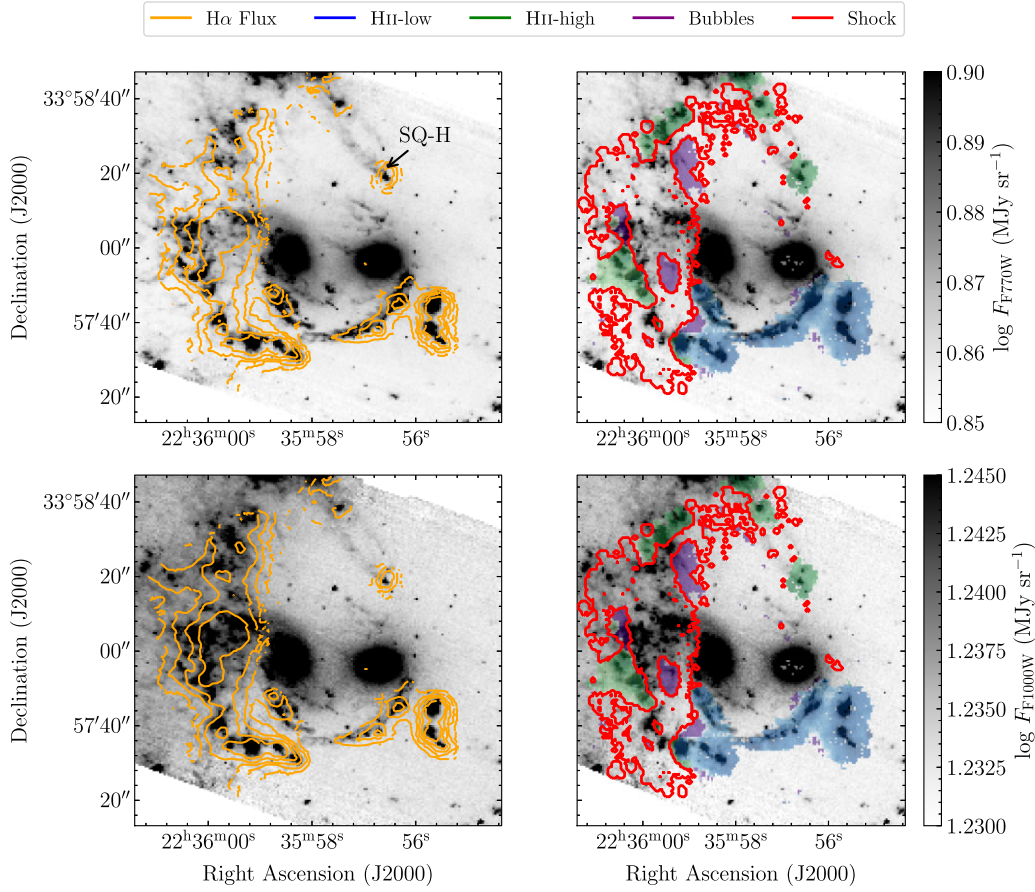 Hα Flux HII-low HII-high Bubbles Shock
33°58′40″
20″
00″
57′40″
20″
Declination (J2000)
SQ-H
22ʰ36ᵐ00ˢ 35ᵐ58ˢ 56ˢ
22ʰ36ᵐ00ˢ 35ᵐ58ˢ 56ˢ
0.90
0.89
0.88
0.87
0.86
0.85
log F_F770W (MJy sr⁻¹)
33°58′40″
20″
00″
57′40″
20″
Declination (J2000)
22ʰ36ᵐ00ˢ 35ᵐ58ˢ 56ˢ
Right Ascension (J2000)
22ʰ36ᵐ00ˢ 35ᵐ58ˢ 56ˢ
Right Ascension (J2000)
1.2450
1.2425
1.2400
1.2375
1.2350
1.2325
1.2300
log F_F1000W (MJy sr⁻¹)